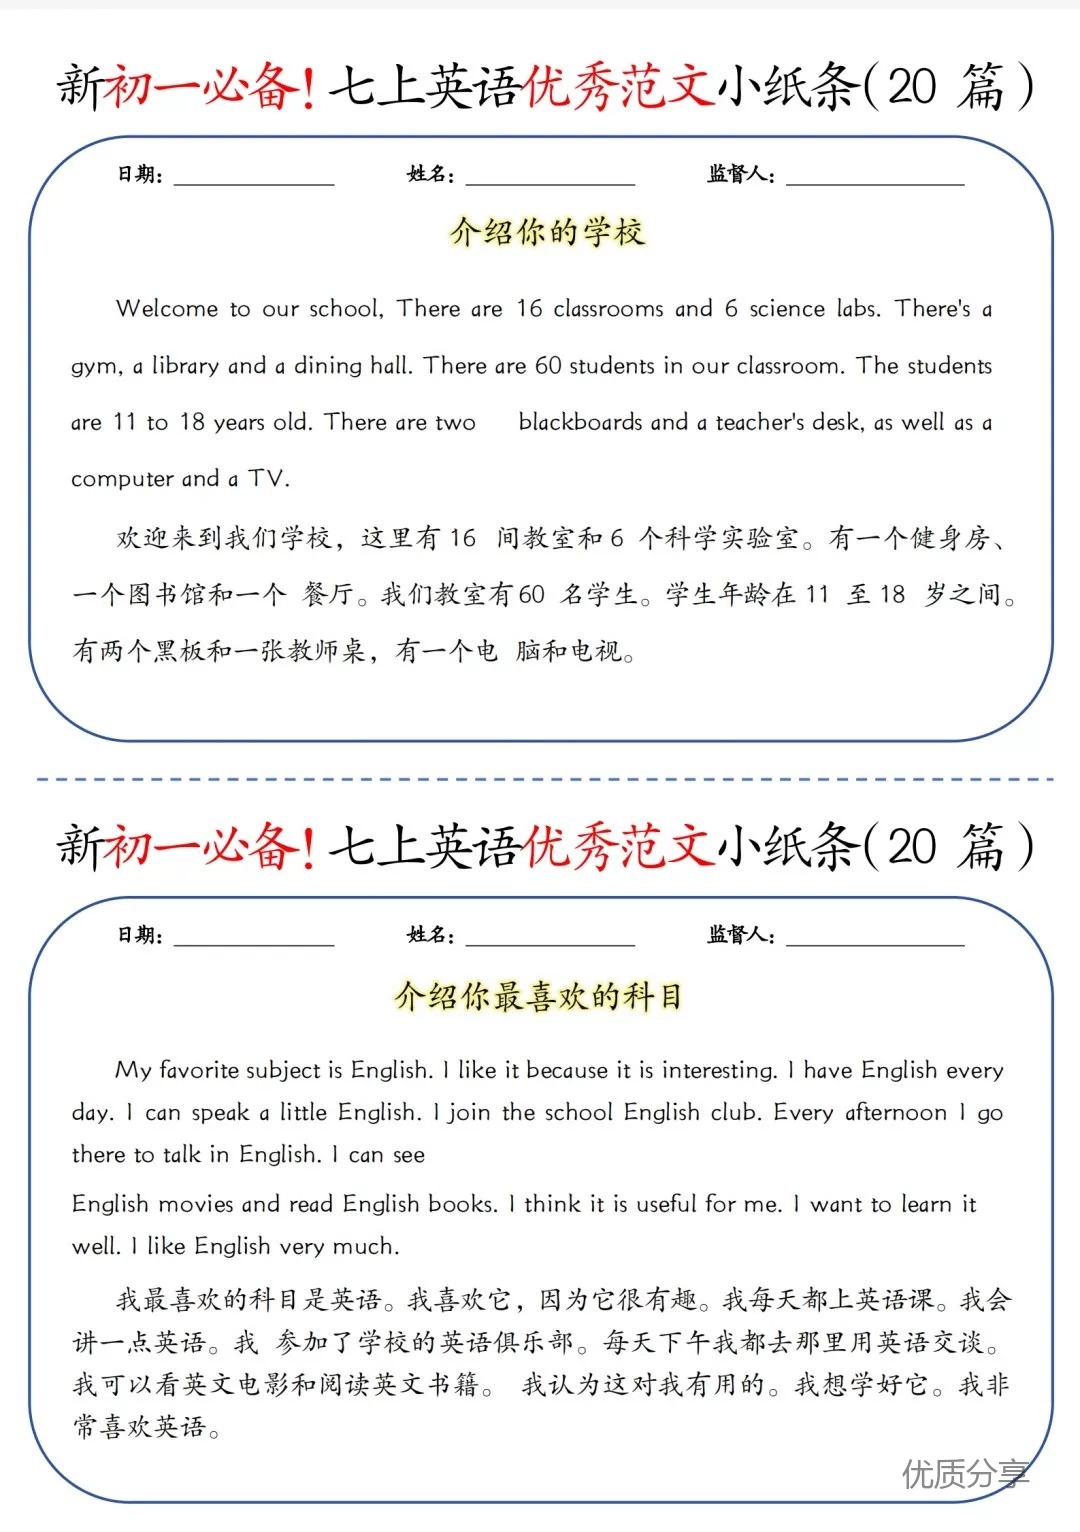 新初一必备！七上英语优秀范文小纸条（20 篇）
日期：____________ 姓名：____________ 监督人：____________
介绍你的学校
Welcome to our school, There are 16 classrooms and 6 science labs. There's a
gym, a library and a dining hall. There are 60 students in our classroom. The students
are 11 to 18 years old. There are two blackboards and a teacher's desk, as well as a
computer and a TV.
欢迎来到我们学校，这里有 16 间教室和 6 个科学实验室。有一个健身房、
一个图书馆和一个 餐厅。我们教室有 60 名学生。学生年龄在 11 至 18 岁之间。
有两个黑板和一张教师桌，有一个电 脑和电视。
新初一必备！七上英语优秀范文小纸条（20 篇）
日期：____________ 姓名：____________ 监督人：____________
介绍你最喜欢的科目
My favorite subject is English. I like it because it is interesting. I have English every
day. I can speak a little English. I join the school English club. Every afternoon I go
there to talk in English. I can see
English movies and read English books. I think it is useful for me. I want to learn it
well. I like English very much.
我最喜欢的科目是英语。我喜欢它，因为它很有趣。我每天都上英语课。我会
讲一点英语。我 参加了学校的英语俱乐部。每天下午我都去那里用英语交谈。
我可以看英文电影和阅读英文书籍。 我认为这对我有用的。我想学好它。我非
常喜欢英语。
优质分享